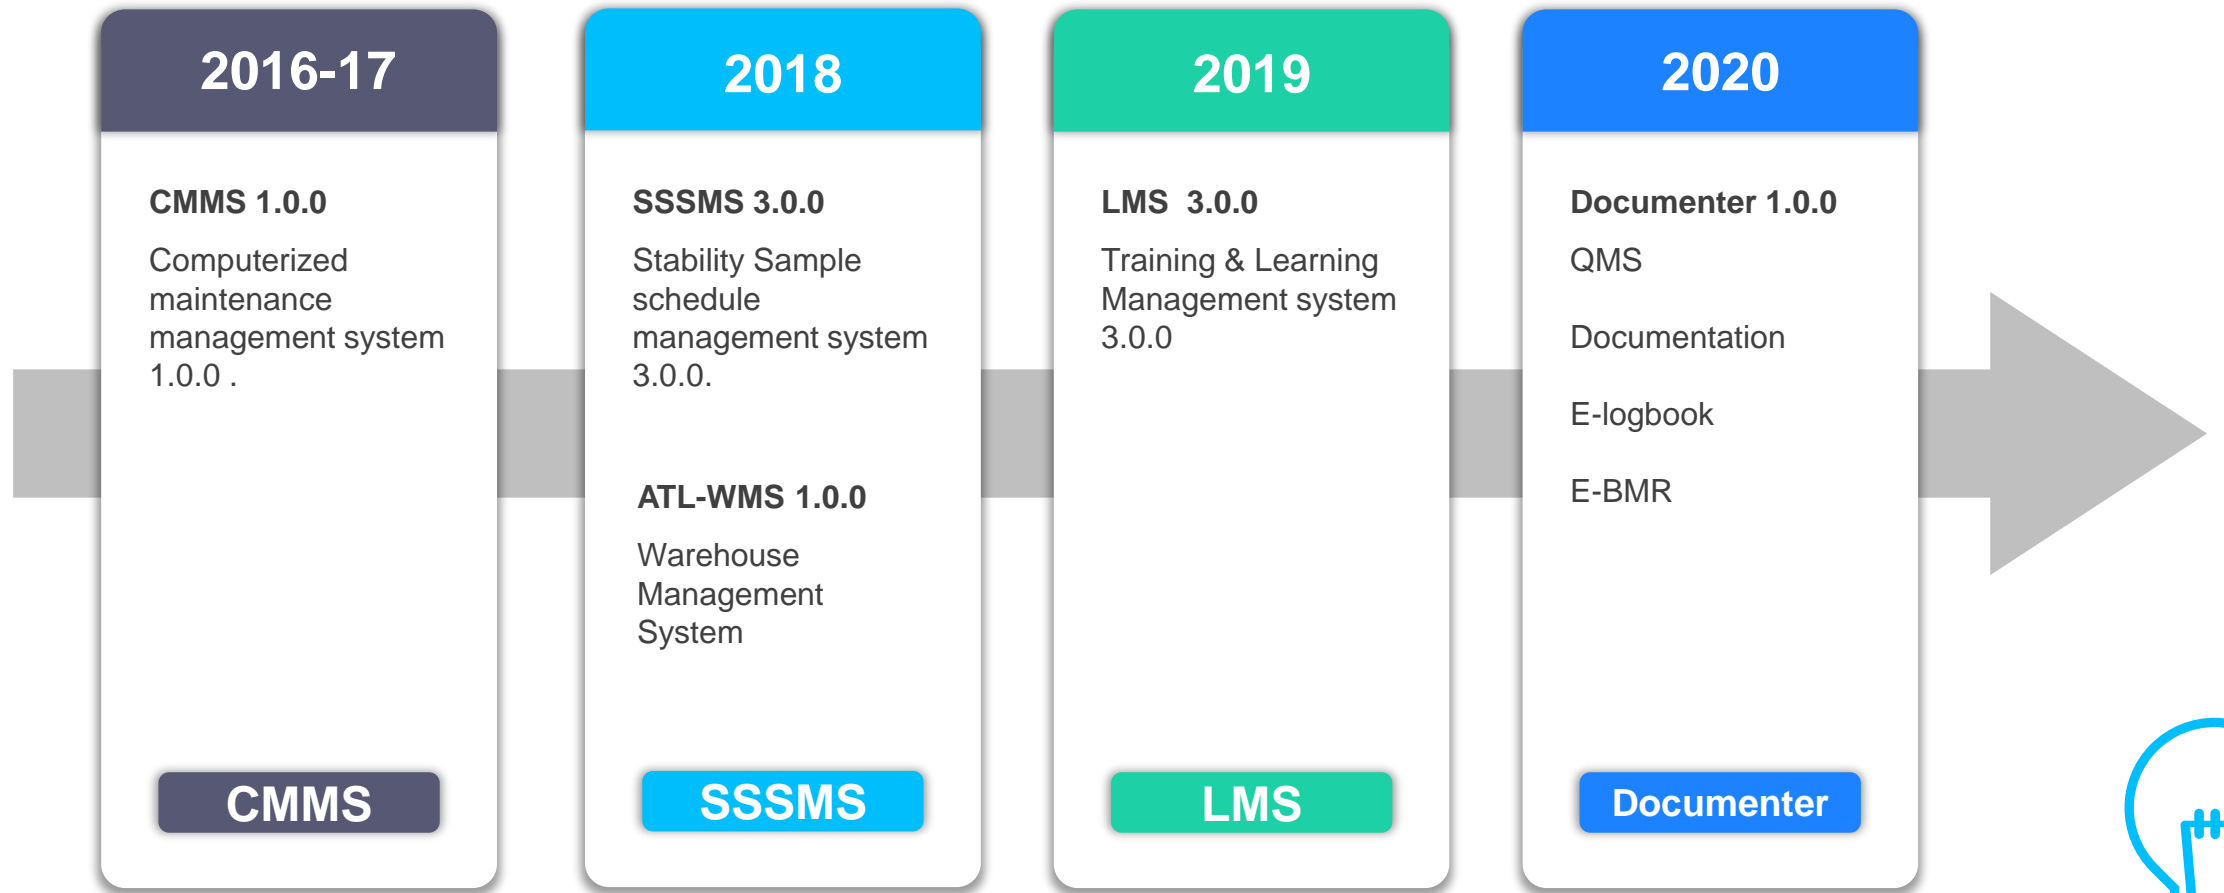 2016-17
CMMS 1.0.0
Computerized
maintenance
management system
1.0.0 .
CMMS
2018
SSSMS 3.0.0
Stability Sample
schedule
management system
3.0.0.
ATL-WMS 1.0.0
Warehouse
Management
System
SSSMS
2019
LMS  3.0.0
Training & Learning
Management system
3.0.0
LMS
2020
Documenter 1.0.0
QMS
Documentation
E-logbook
E-BMR
Documenter